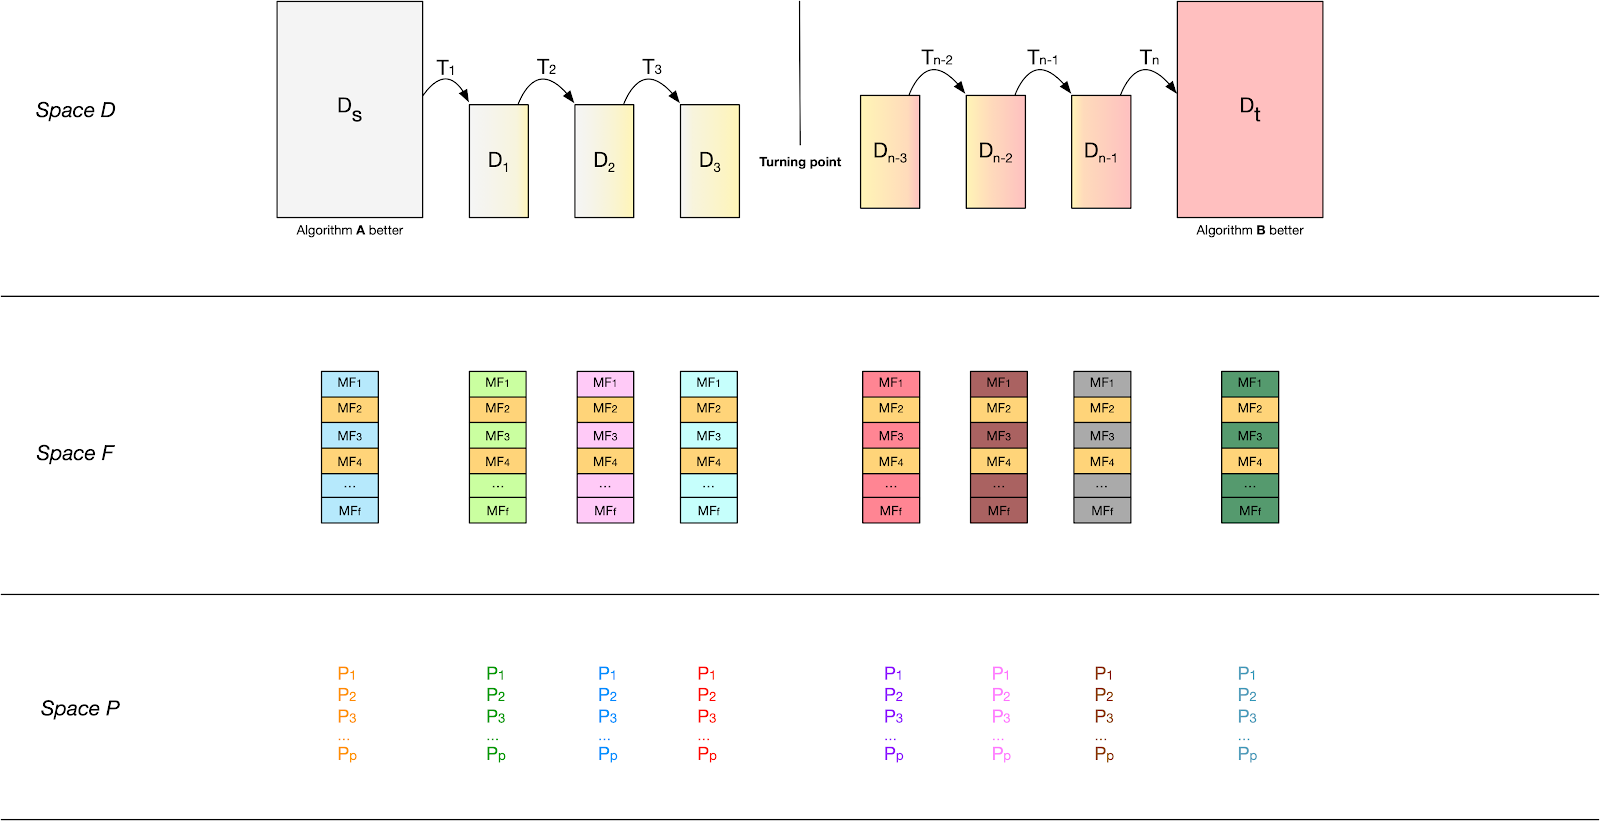 T1 T2 T3 Tn-2 Tn-1 Tn
Space D Ds D1 D2 D3 Dn-3 Dn-2 Dn-1 Dt
Turning point
Algorithm A better Algorithm B better
MF1 MF1 MF1 MF1 MF1 MF1 MF1 MF1
MF2 MF2 MF2 MF2 MF2 MF2 MF2 MF2
MF3 MF3 MF3 MF3 MF3 MF3 MF3 MF3
Space F
MF4 MF4 MF4 MF4 MF4 MF4 MF4 MF4
... ... ... ... ... ... ... ...
MFf MFf MFf MFf MFf MFf MFf MFf
P1 P1 P1 P1 P1 P1 P1 P1
P2 P2 P2 P2 P2 P2 P2 P2
Space P P3 P3 P3 P3 P3 P3 P3 P3
... ... ... ... ... ... ... ...
Pp Pp Pp Pp Pp Pp Pp Pp